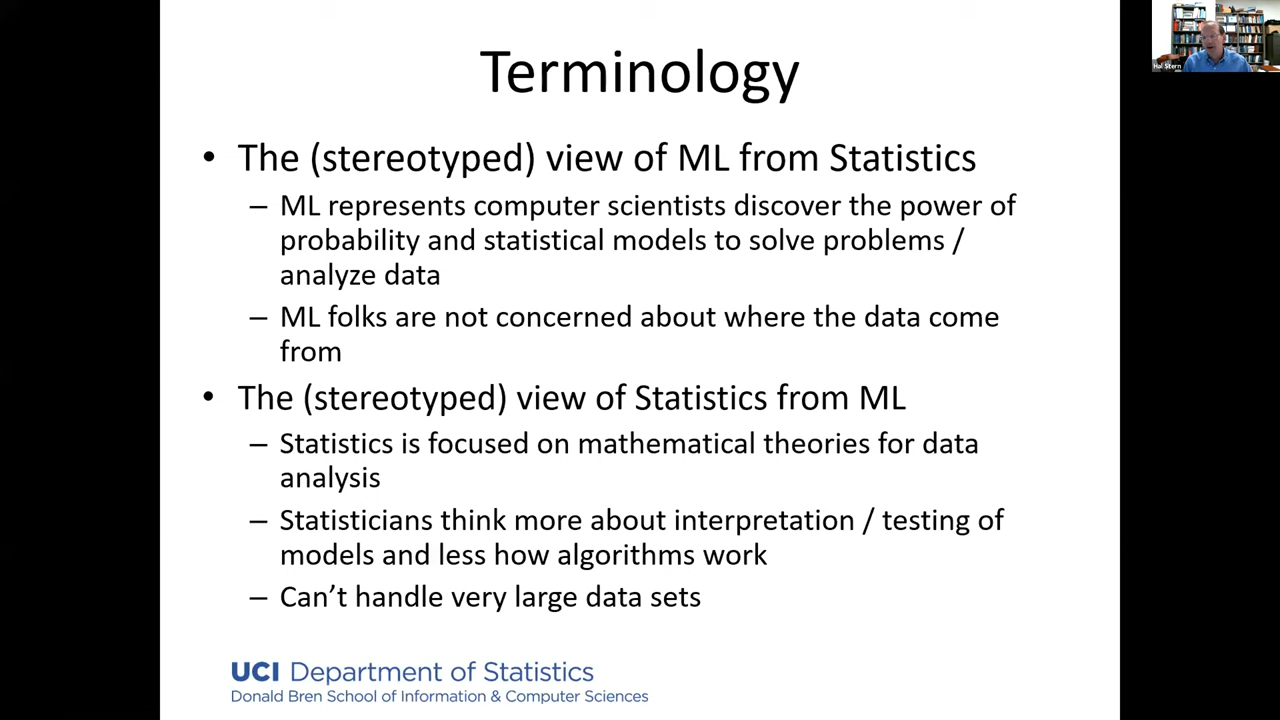 Terminology
Hal Stern
• The (stereotyped) view of ML from Statistics
– ML represents computer scientists discover the power of
probability and statistical models to solve problems /
analyze data
– ML folks are not concerned about where the data come
from
• The (stereotyped) view of Statistics from ML
– Statistics is focused on mathematical theories for data
analysis
– Statisticians think more about interpretation / testing of
models and less how algorithms work
– Can’t handle very large data sets
UCI Department of Statistics
Donald Bren School of Information & Computer Sciences